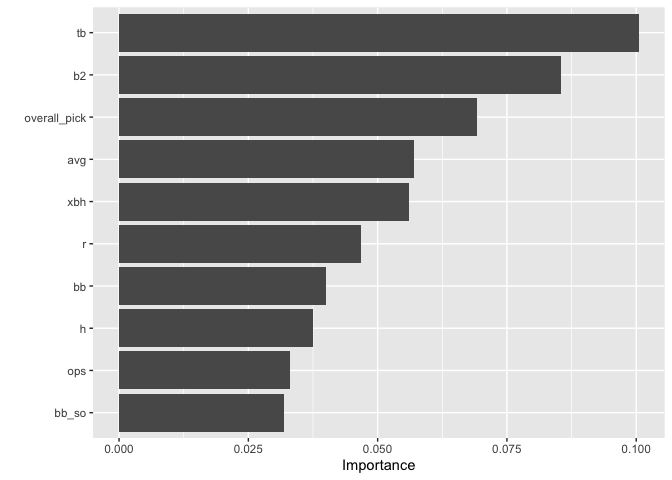 tb
b2
overall_pick
avg
xbh
r
bb
h
ops
bb_so
0.000 0.025 0.050 0.075 0.100
Importance